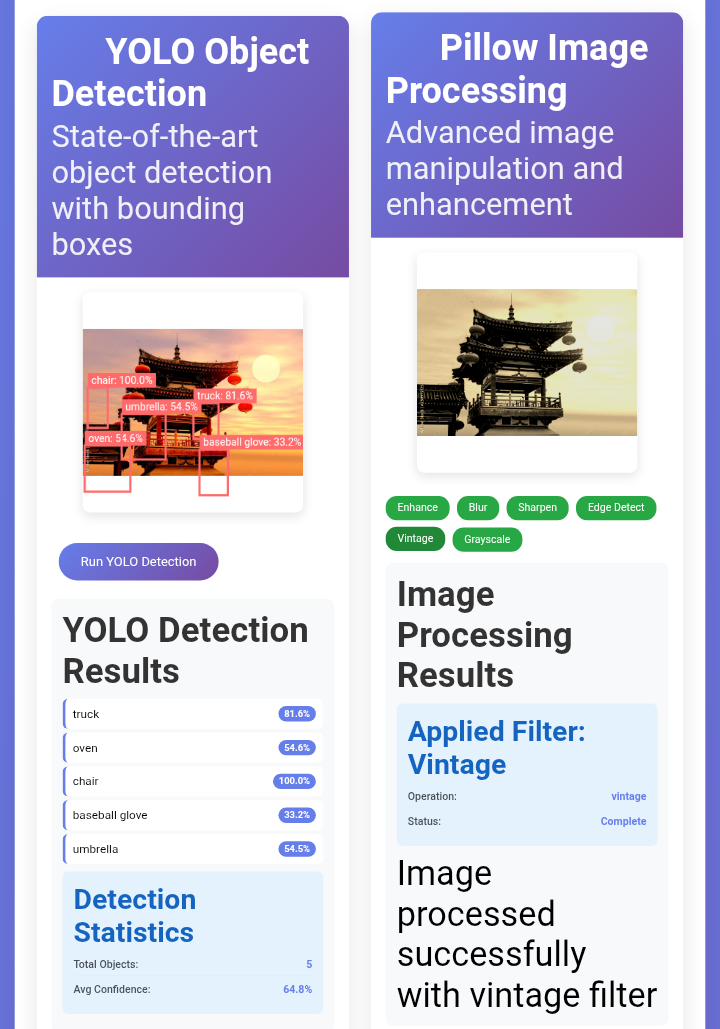 YOLO Object
Detection
State-of-the-art
object detection
with bounding
boxes
chair: 100.0%
truck: 81.6%
umbrella: 54.5%
oven: 54.6%
baseball glove: 33.2%
Run YOLO Detection
YOLO Detection
Results
truck 81.6%
oven 54.6%
chair 100.0%
baseball glove 33.2%
umbrella 54.5%
Detection
Statistics
Total Objects: 5
Avg Confidence: 64.8%
Pillow Image
Processing
Advanced image
manipulation and
enhancement
Enhance Blur Sharpen Edge Detect
Vintage Grayscale
Image
Processing
Results
Applied Filter:
Vintage
Operation: vintage
Status: Complete
Image
processed
successfully
with vintage filter